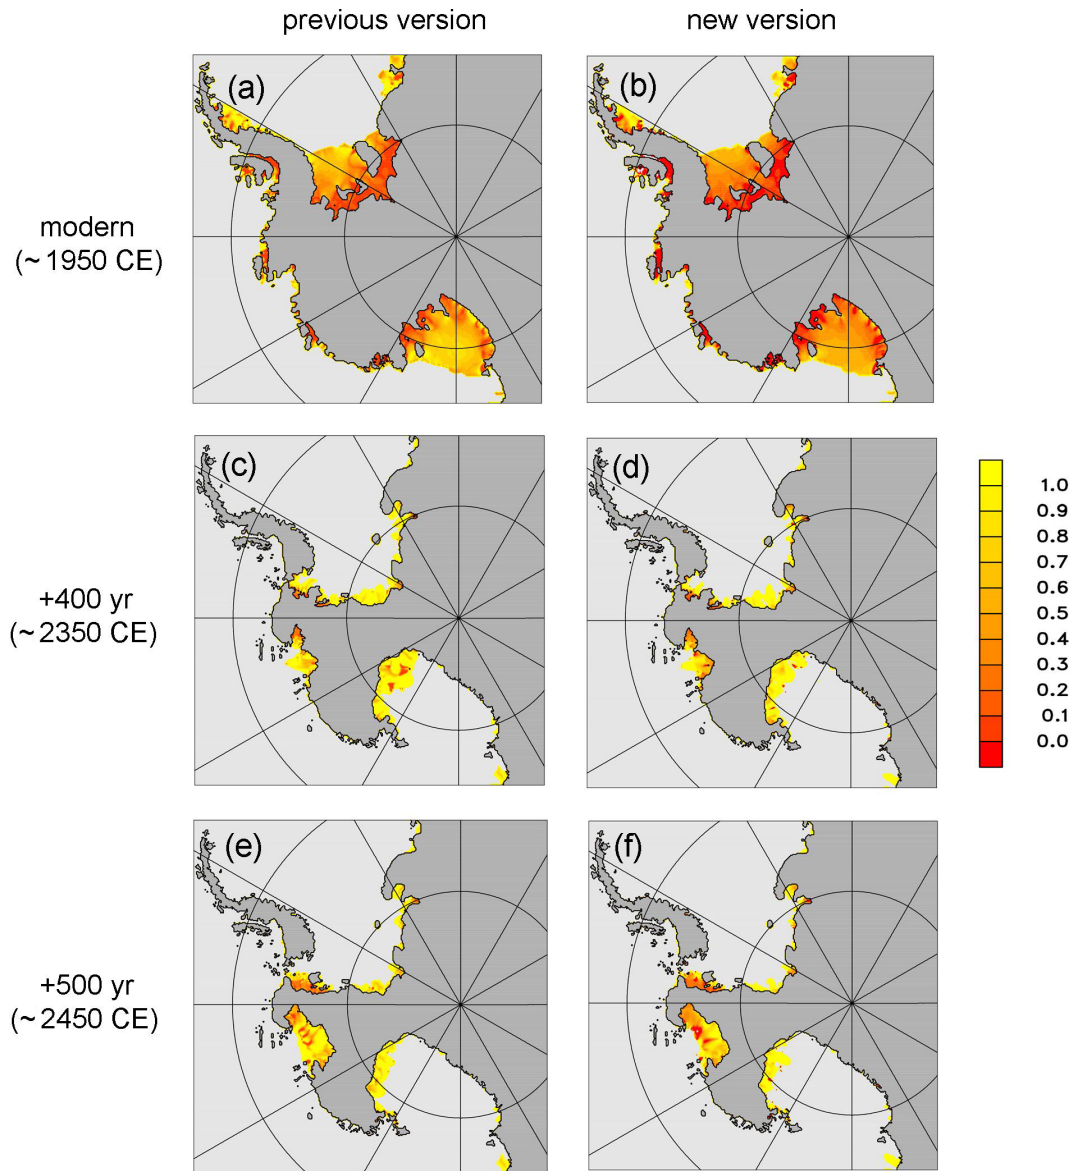 previous version
new version
(a)
(b)
modern
(~1950 CE)
(c)
(d)
+400 yr
(~2350 CE)
1.0
0.9
0.8
0.7
0.6
0.5
0.4
0.3
0.2
0.1
0.0
(e)
(f)
+500 yr
(~2450 CE)